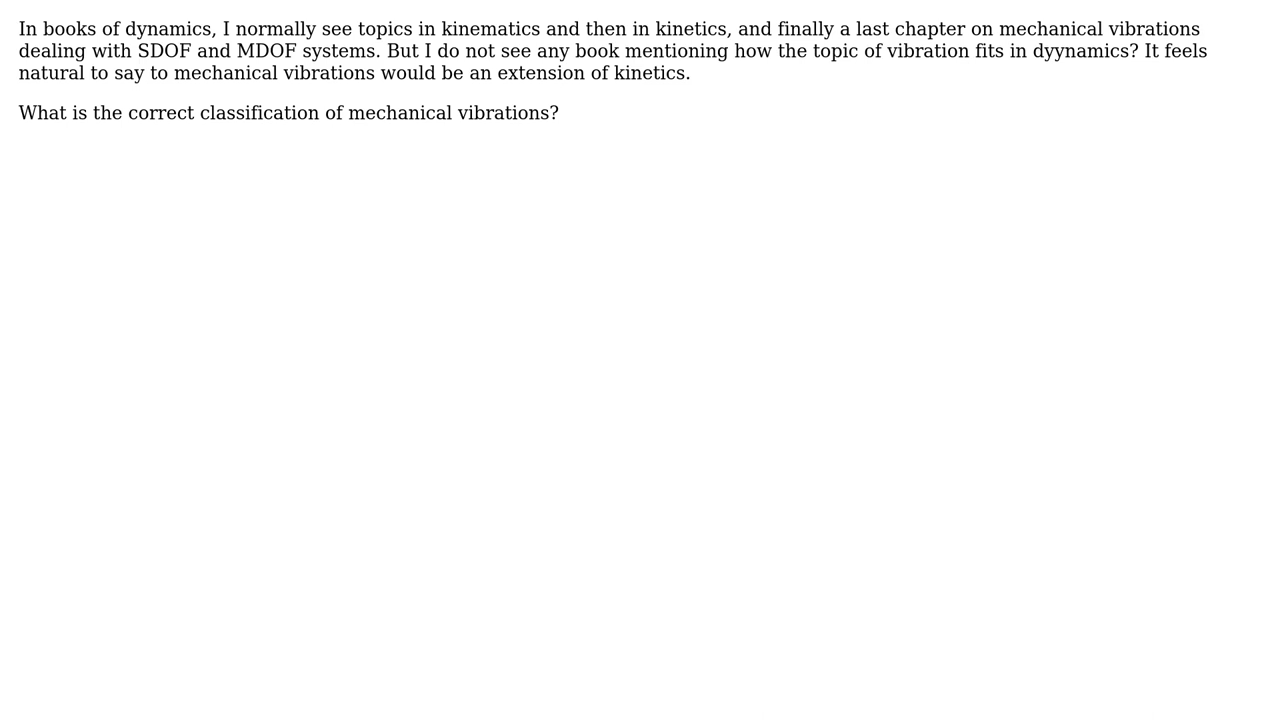 In books of dynamics, I normally see topics in kinematics and then in kinetics, and finally a last chapter on mechanical vibrations
dealing with SDOF and MDOF systems. But I do not see any book mentioning how the topic of vibration fits in dyynamics? It feels
natural to say to mechanical vibrations would be an extension of kinetics.
What is the correct classification of mechanical vibrations?